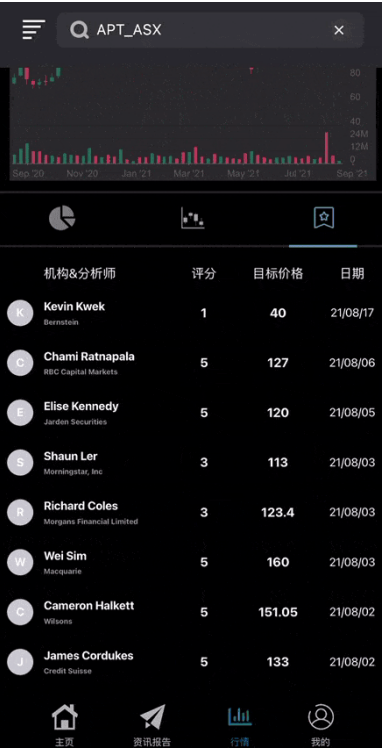 APT_ASX
80
60
40
24M
12M
0
Sep '20 Nov '20 Jan '21 Mar '21 May '21 Jul '21 Sep '21
机构&分析师 评分 目标价格 日期
K Kevin Kwek 1 40 21/08/17
Bernstein
C Chami Ratnapala 5 127 21/08/06
RBC Capital Markets
E Elise Kennedy 5 120 21/08/05
Jarden Securities
S Shaun Ler 3 113 21/08/03
Morningstar, Inc
R Richard Coles 3 123.4 21/08/03
Morgans Financial Limited
W Wei Sim 5 160 21/08/03
Macquarie
C Cameron Halkett 5 151.05 21/08/02
Wilsons
J James Cordukes 5 133 21/08/02
Credit Suisse
主页 资讯报告 行情 我的